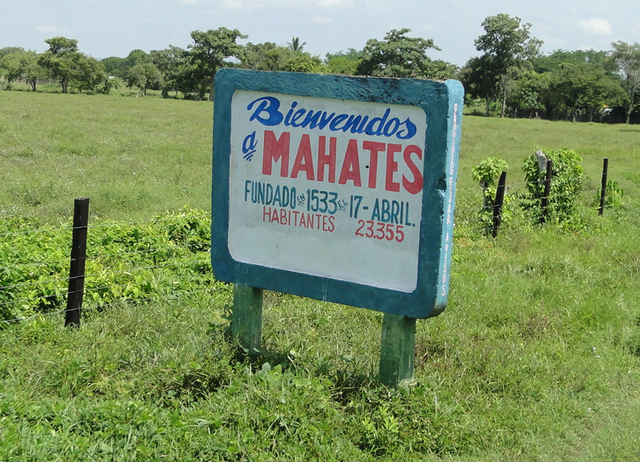 Bienvenidos
a MAHATES
FUNDADO en 1533 el 17-ABRIL.
HABITANTES 23.355